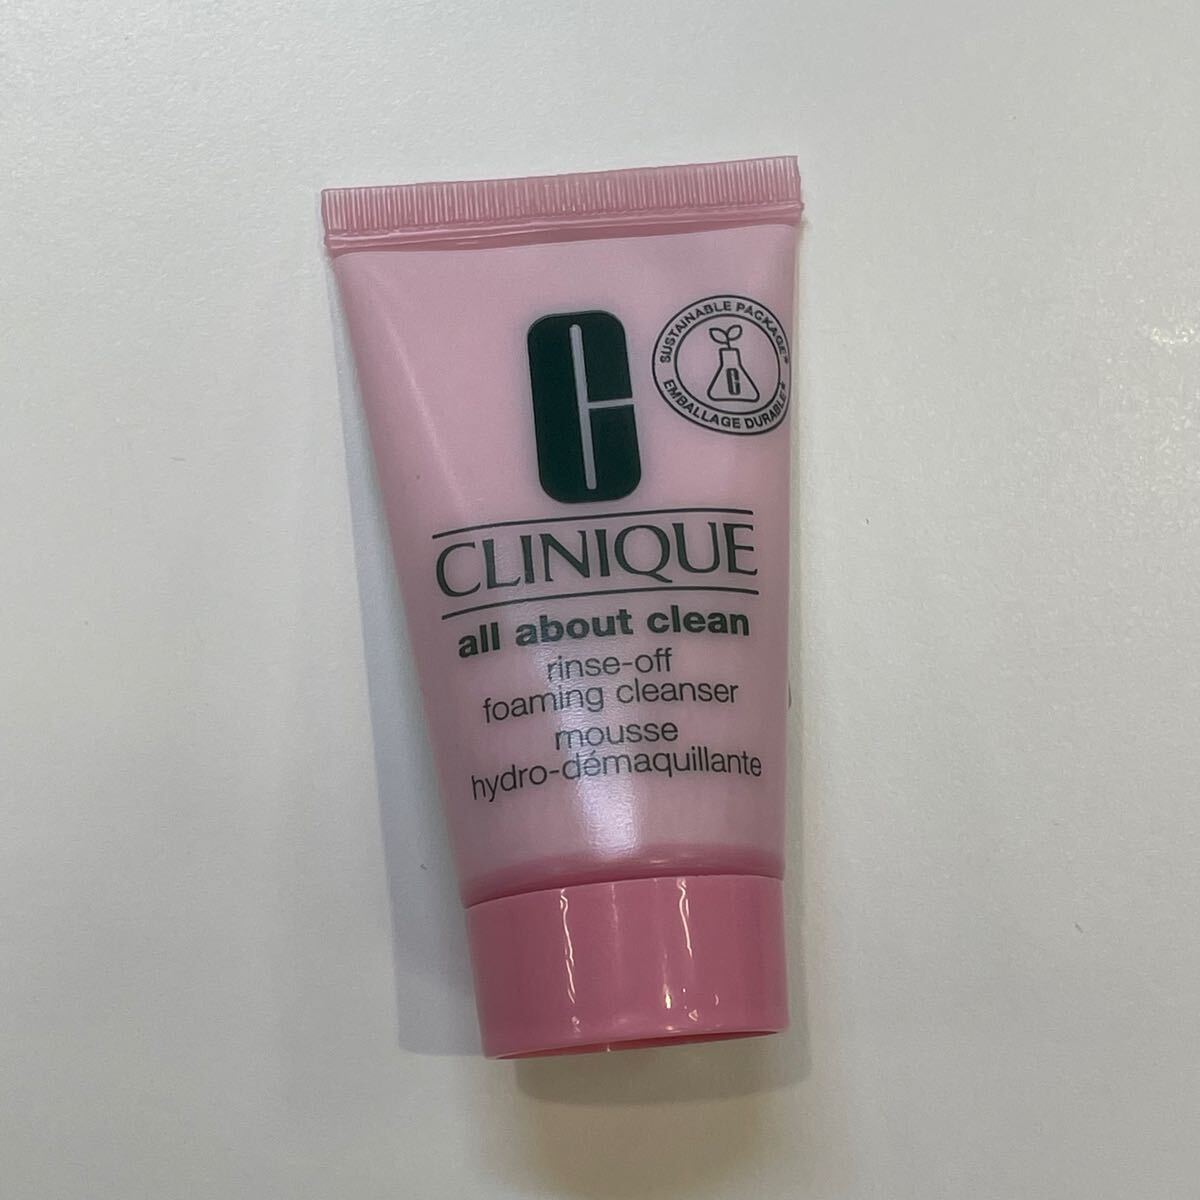 C
SUSTAINABLE PACKAGE*
C
EMBALLAGE DURABLE*
CLINIQUE
all about clean
rinse-off
foaming cleanser
mousse
hydro-démaquillante